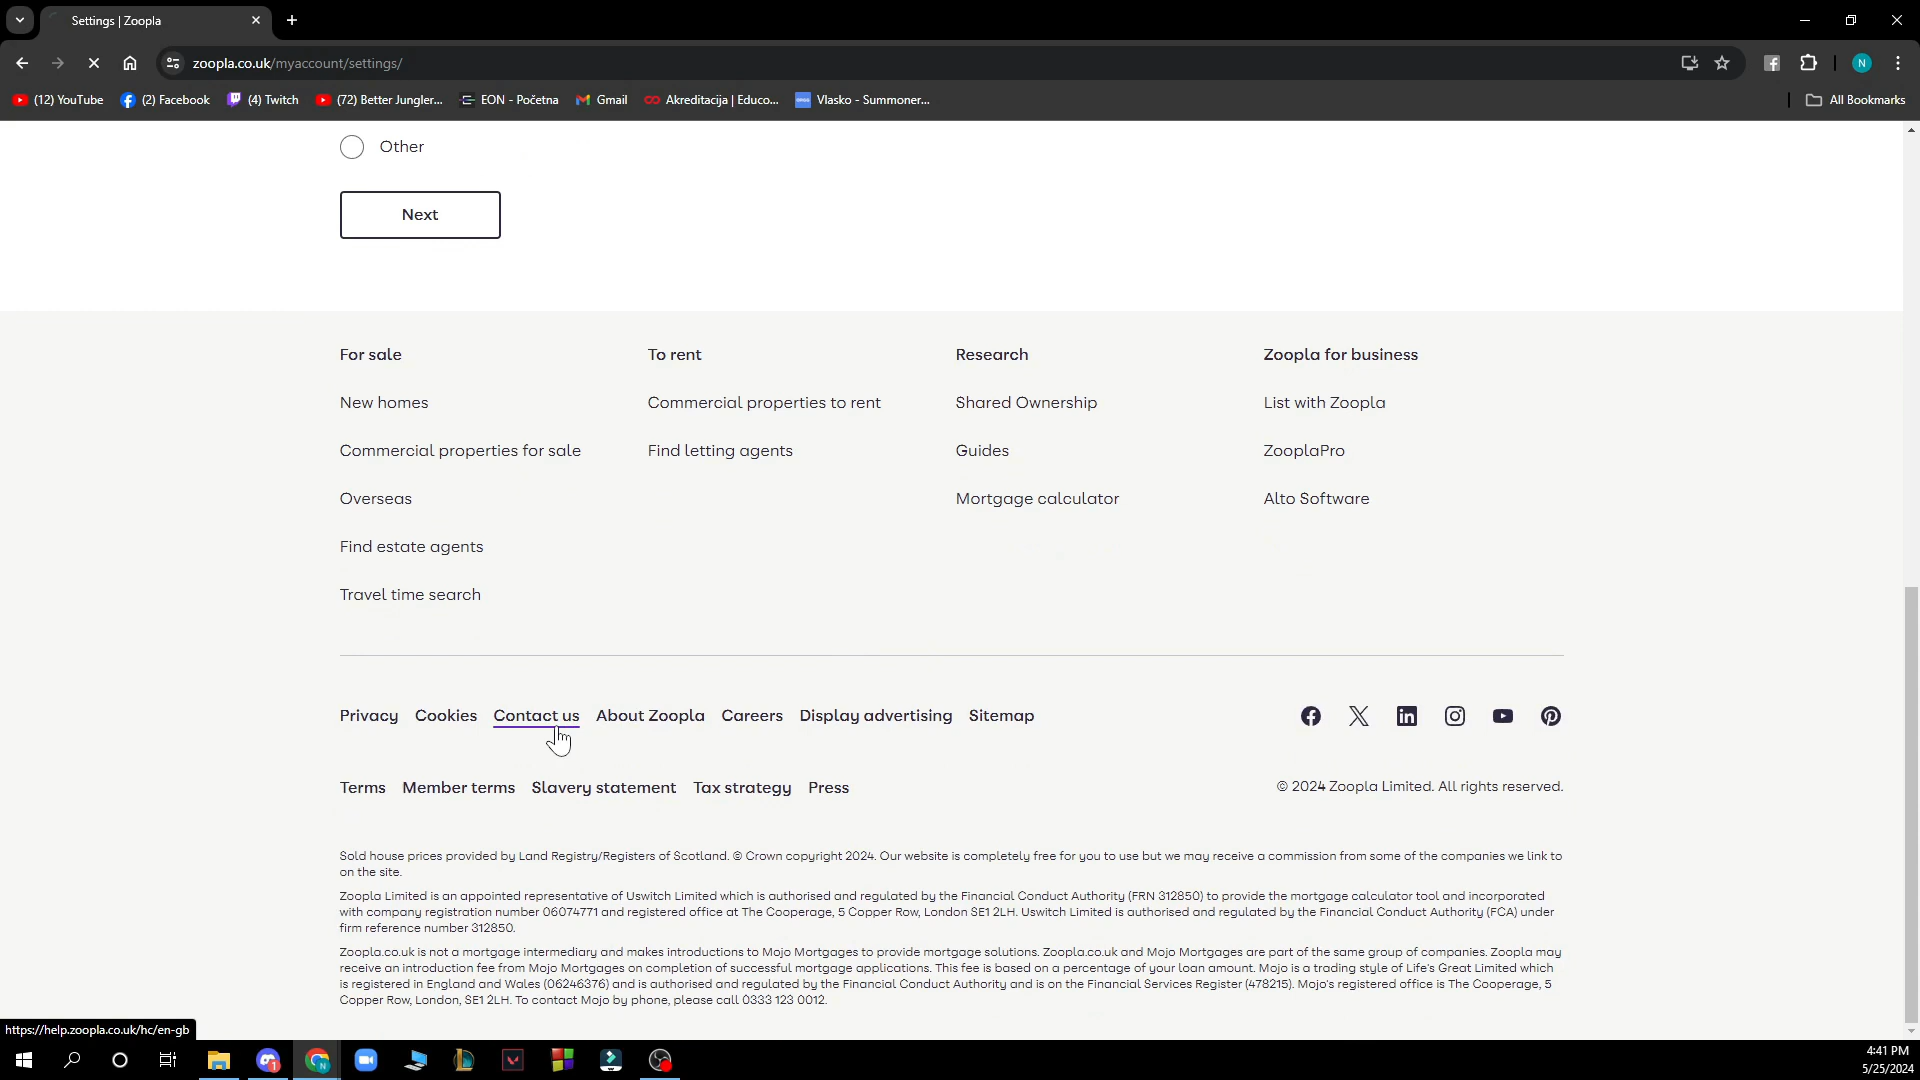 Settings | Zoopla
zoopla.co.uk/myaccount/settings/
N
(12) YouTube
(2) Facebook
(4) Twitch
(72) Better Jungler...
EON - Početna
Gmail
Akreditacija | Educo...
Vlasko - Summoner...
All Bookmarks
Other
Next
For sale
To rent
Research
Zoopla for business
New homes
Commercial properties to rent
Shared Ownership
List with Zoopla
Commercial properties for sale
Find letting agents
Guides
ZooplaPro
Overseas
Mortgage calculator
Alto Software
Find estate agents
Travel time search
Privacy Cookies Contact us About Zoopla Careers Display advertising Sitemap
Terms Member terms Slavery statement Tax strategy Press
© 2024 Zoopla Limited. All rights reserved.
Sold house prices provided by Land Registry/Registers of Scotland. © Crown copyright 2024. Our website is completely free for you to use but we may receive a commission from some of the companies we link to
on the site.
Zoopla Limited is an appointed representative of Uswitch Limited which is authorised and regulated by the Financial Conduct Authority (FRN 312850) to provide the mortgage calculator tool and incorporated
with company registration number 06074771 and registered office at The Cooperage, 5 Copper Row, London SE1 2LH. Uswitch Limited is authorised and regulated by the Financial Conduct Authority (FCA) under
firm reference number 312850.
Zoopla.co.uk is not a mortgage intermediary and makes introductions to Mojo Mortgages to provide mortgage solutions. Zoopla.co.uk and Mojo Mortgages are part of the same group of companies. Zoopla may
receive an introduction fee from Mojo Mortgages on completion of successful mortgage applications. This fee is based on a percentage of your loan amount. Mojo is a trading style of Life's Great Limited which
is registered in England and Wales (06246376) and is authorised and regulated by the Financial Conduct Authority and is on the Financial Services Register (478215). Mojo's registered office is The Cooperage, 5
Copper Row, London, SE1 2LH. To contact Mojo by phone, please call 0333 123 0012.
https://help.zoopla.co.uk/hc/en-gb
4:41 PM
5/25/2024